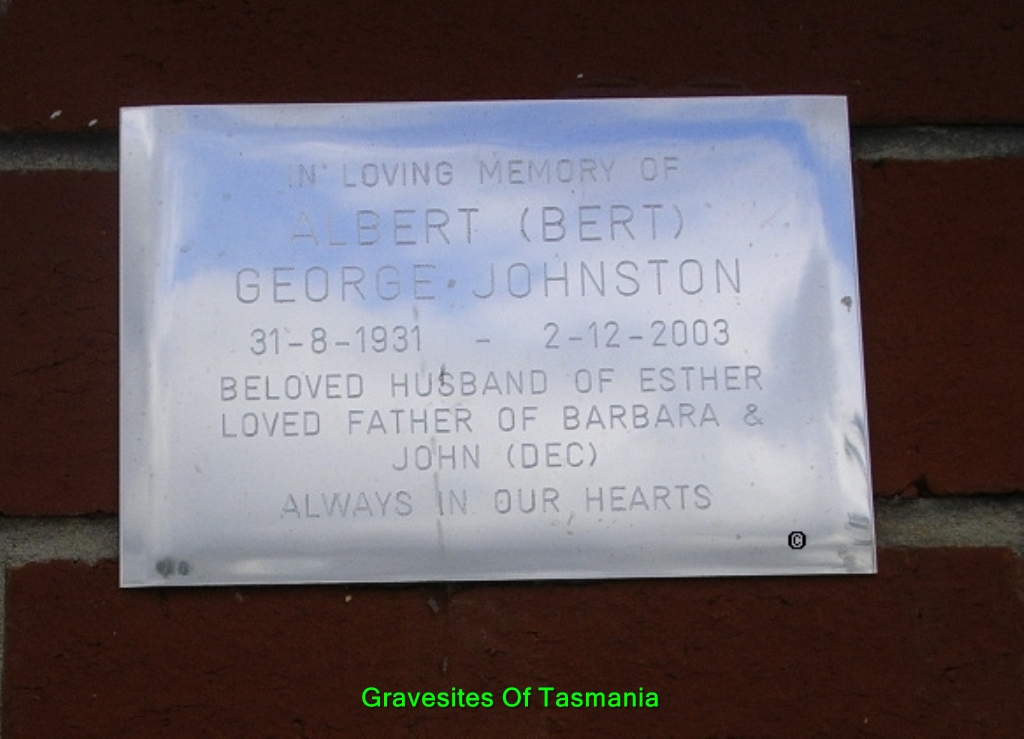 IN LOVING MEMORY OF
ALBERT (BERT)
GEORGE JOHNSTON
31-8-1931 - 2-12-2003
BELOVED HUSBAND OF ESTHER
LOVED FATHER OF BARBARA &
JOHN (DEC)
ALWAYS IN OUR HEARTS
©
Gravesites Of Tasmania